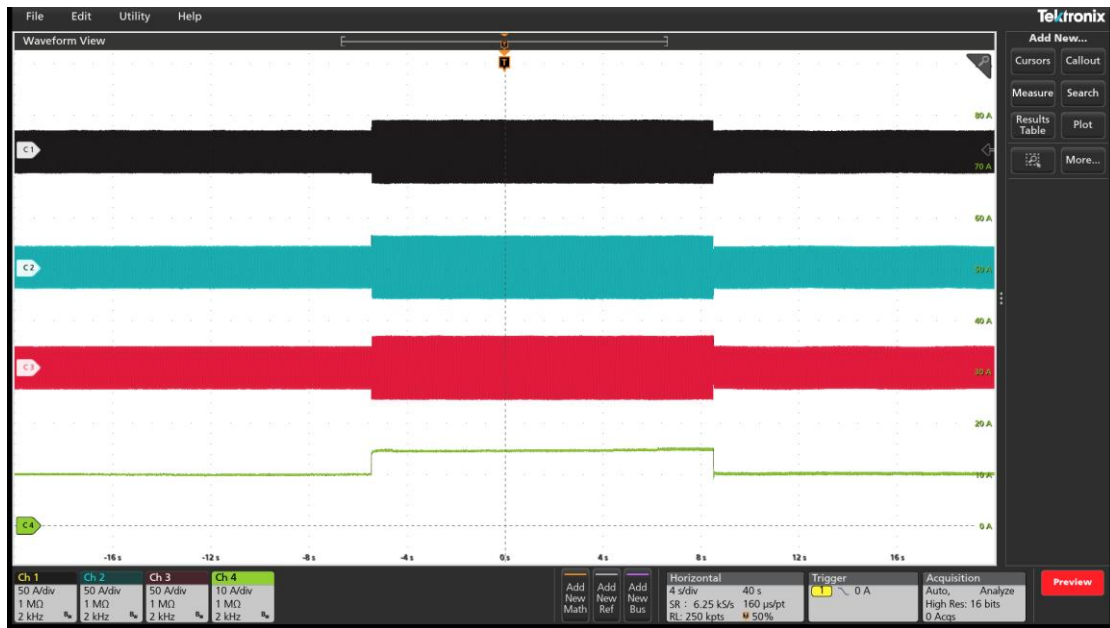 File Edit Utility Help
Tektronix
Waveform View
Add New...
T
Cursors Callout
Measure Search
Results Table Plot
More...
80 A
C1
70 A
60 A
C2
50 A
40 A
C3
30 A
20 A
10 A
C4
0 A
-16 s -12 s -8 s -4 s 0 s 4 s 8 s 12 s 16 s
Ch 1
50 A/div
1 MΩ
2 kHz
Ch 2
50 A/div
1 MΩ
2 kHz
Ch 3
50 A/div
1 MΩ
2 kHz
Ch 4
10 A/div
1 MΩ
2 kHz
Add New Math
Add New Ref
Add New Bus
Horizontal
4 s/div 40 s
SR : 6.25 kS/s 160 µs/pt
RL: 250 kpts 50%
Trigger
1 0 A
Acquisition
Auto, Analyze
High Res: 16 bits
0 Acqs
Preview